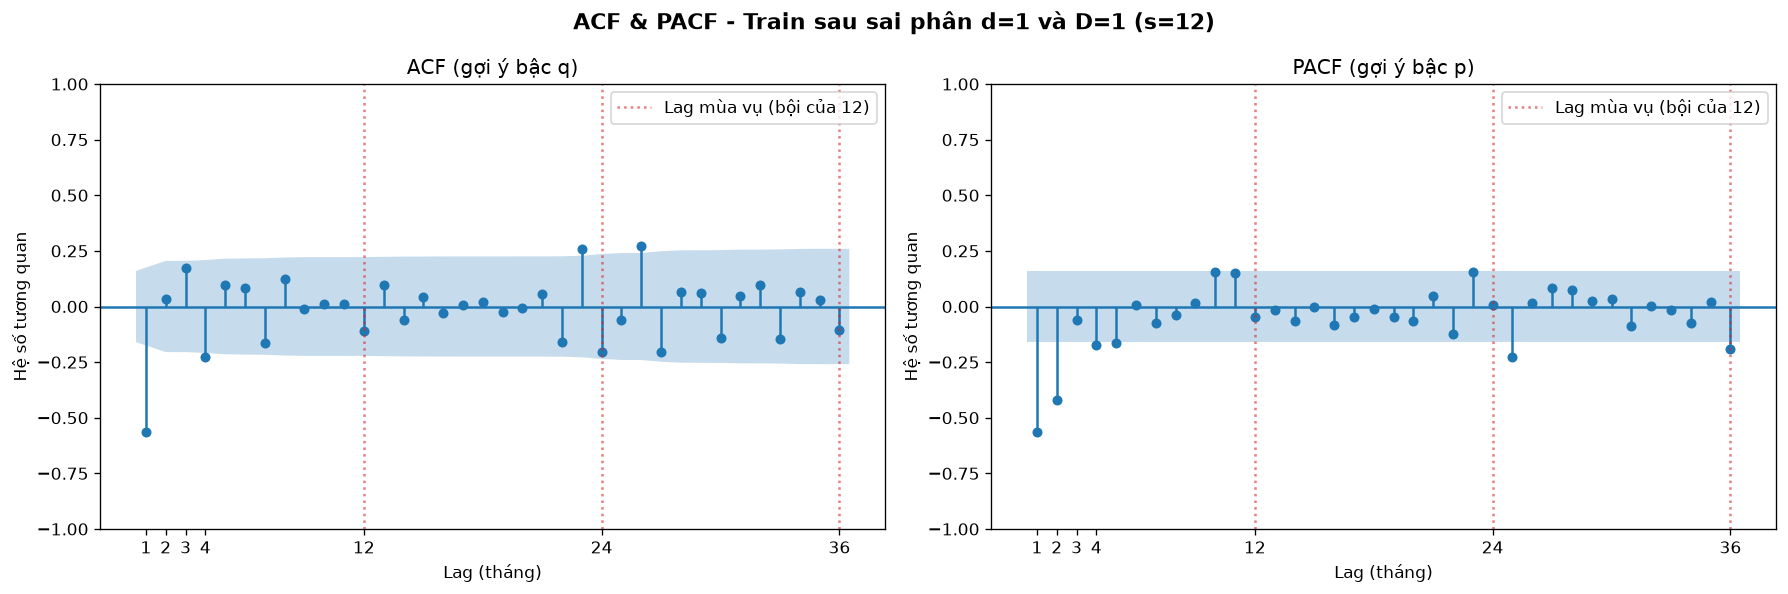 ACF & PACF - Train sau sai phân d=1 và D=1 (s=12)
ACF (gợi ý bậc q)
Hệ số tương quan
1.00
0.75
0.50
0.25
0.00
−0.25
−0.50
−0.75
−1.00
Lag mùa vụ (bội của 12)
1 2 3 4 12 24 36
Lag (tháng)
PACF (gợi ý bậc p)
Hệ số tương quan
1.00
0.75
0.50
0.25
0.00
−0.25
−0.50
−0.75
−1.00
Lag mùa vụ (bội của 12)
1 2 3 4 12 24 36
Lag (tháng)